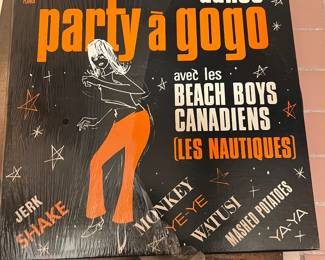 party à gogo
avec les
BEACH BOYS
CANADIENS
(LES NAUTIQUES)
JERK
SHAKE
MONKEY
YE-YE
WATUSI
MASHED POTATOES
YA-YA